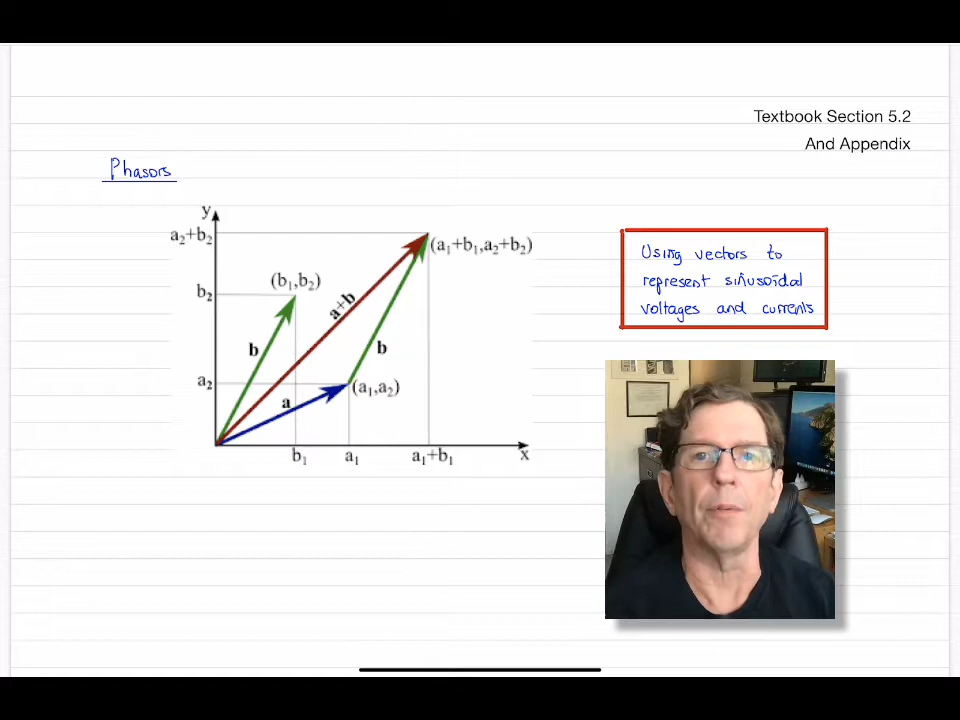 Textbook Section 5.2
And Appendix
Phasors
y
a₂+b₂
(a₁+b₁,a₂+b₂)
b₂
(b₁,b₂)
a+b
b
b
a₂
(a₁,a₂)
a
b₁
a₁
a₁+b₁
x
Using vectors to
represent sinusoidal
voltages and currents